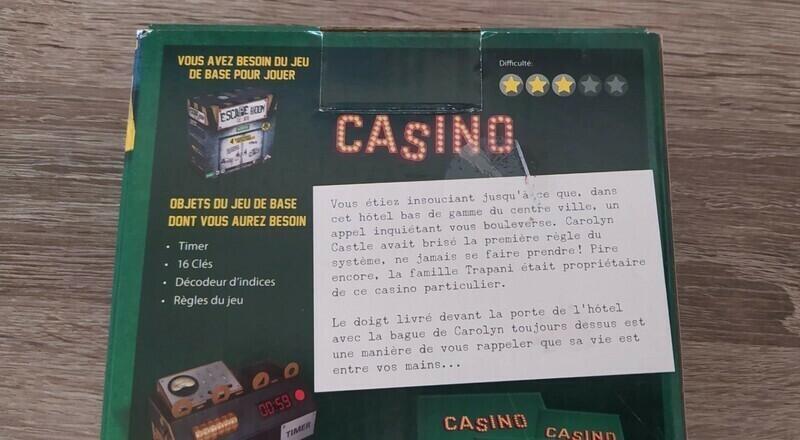 VOUS AVEZ BESOIN DU JEU
DE BASE POUR JOUER
Difficulté:
ESCAPE ROOM
CASINO
OBJETS DU JEU DE BASE
DONT VOUS AUREZ BESOIN
• Timer
• 16 Clés
• Décodeur d'indices
• Règles du jeu
Vous étiez insouciant jusqu'à ce que, dans
cet hôtel bas de gamme du centre ville, un
appel inquiétant vous bouleverse. Carolyn
Castle avait brisé la première règle du
système, ne jamais se faire prendre! Pire
encore, la famille Trapani était propriétaire
de ce casino particulier.
Le doigt livré devant la porte de l'hôtel
avec la bague de Carolyn toujours dessus est
une manière de vous rappeler que sa vie est
entre vos mains...
00:59
TIMER
CASINO
CASINO